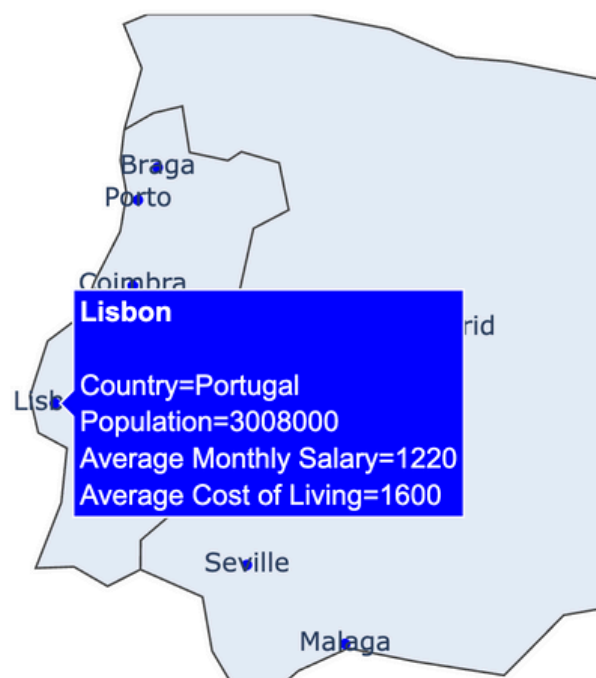 Braga
Porto
Coimbra
Lisbon
Country=Portugal
Population=3008000
Average Monthly Salary=1220
Average Cost of Living=1600
rid
Lisb
Seville
Malaga